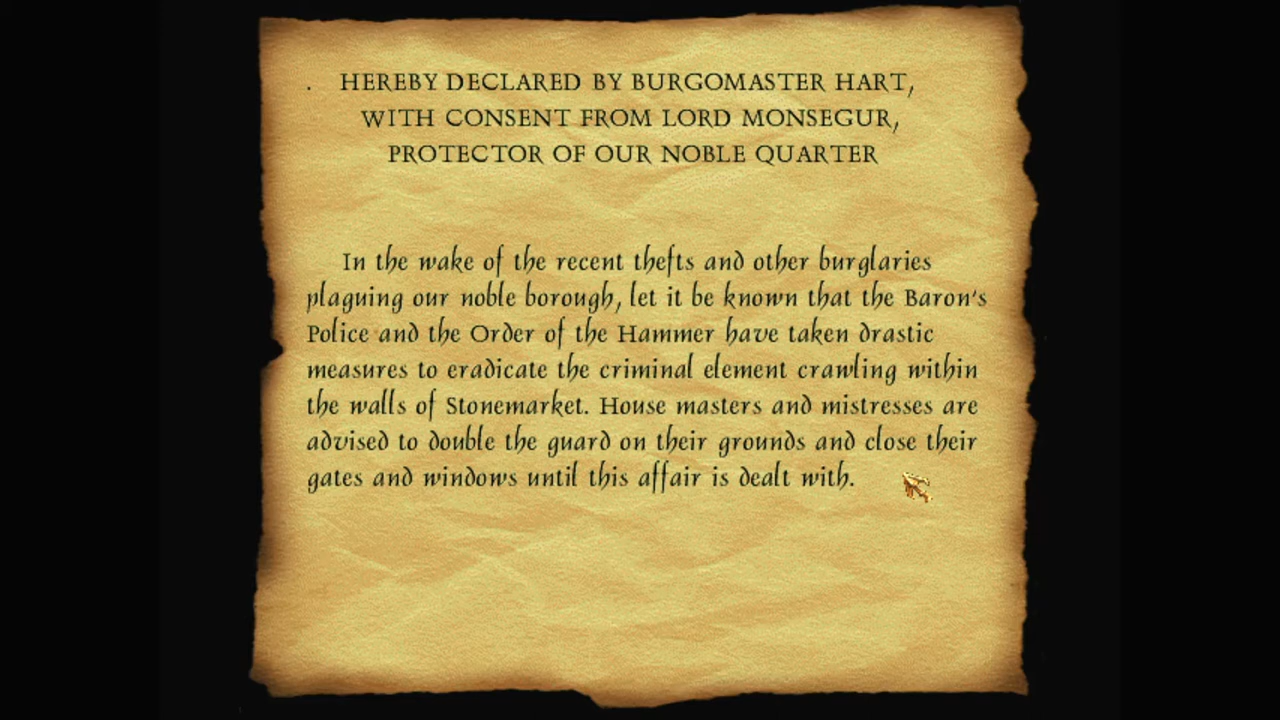 . HEREBY DECLARED BY BURGOMASTER HART,
WITH CONSENT FROM LORD MONSEGUR,
PROTECTOR OF OUR NOBLE QUARTER
In the wake of the recent thefts and other burglaries
plaguing our noble borough, let it be known that the Baron's
Police and the Order of the Hammer have taken drastic
measures to eradicate the criminal element crawling within
the walls of Stonemarket. House masters and mistresses are
advised to double the guard on their grounds and close their
gates and windows until this affair is dealt with.